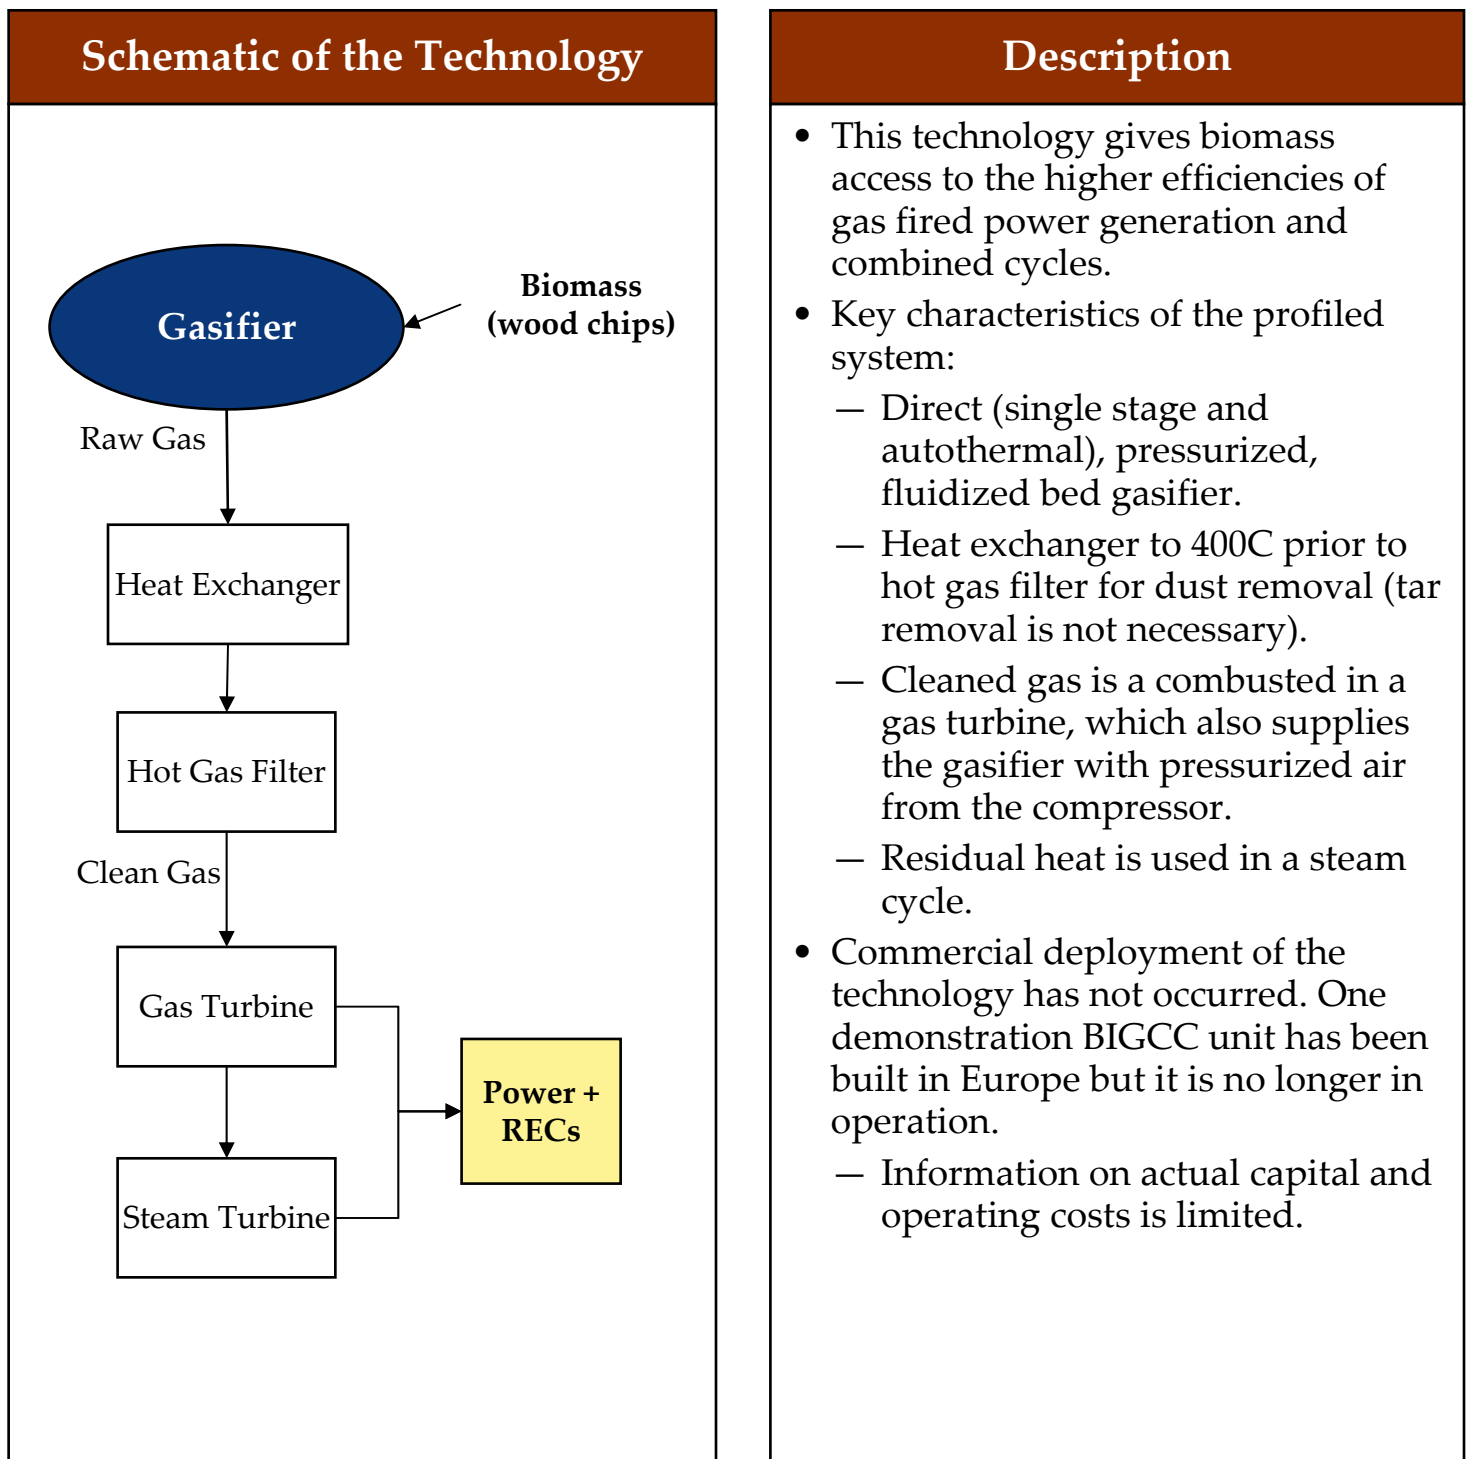 Schematic of the Technology
Gasifier
Biomass
(wood chips)
Raw Gas
Heat Exchanger
Hot Gas Filter
Clean Gas
Gas Turbine
Power +
RECs
Steam Turbine
Description
• This technology gives biomass
access to the higher efficiencies of
gas fired power generation and
combined cycles.
• Key characteristics of the profiled
system:
— Direct (single stage and
autothermal), pressurized,
fluidized bed gasifier.
— Heat exchanger to 400C prior to
hot gas filter for dust removal (tar
removal is not necessary).
— Cleaned gas is a combusted in a
gas turbine, which also supplies
the gasifier with pressurized air
from the compressor.
— Residual heat is used in a steam
cycle.
• Commercial deployment of the
technology has not occurred. One
demonstration BIGCC unit has been
built in Europe but it is no longer in
operation.
— Information on actual capital and
operating costs is limited.